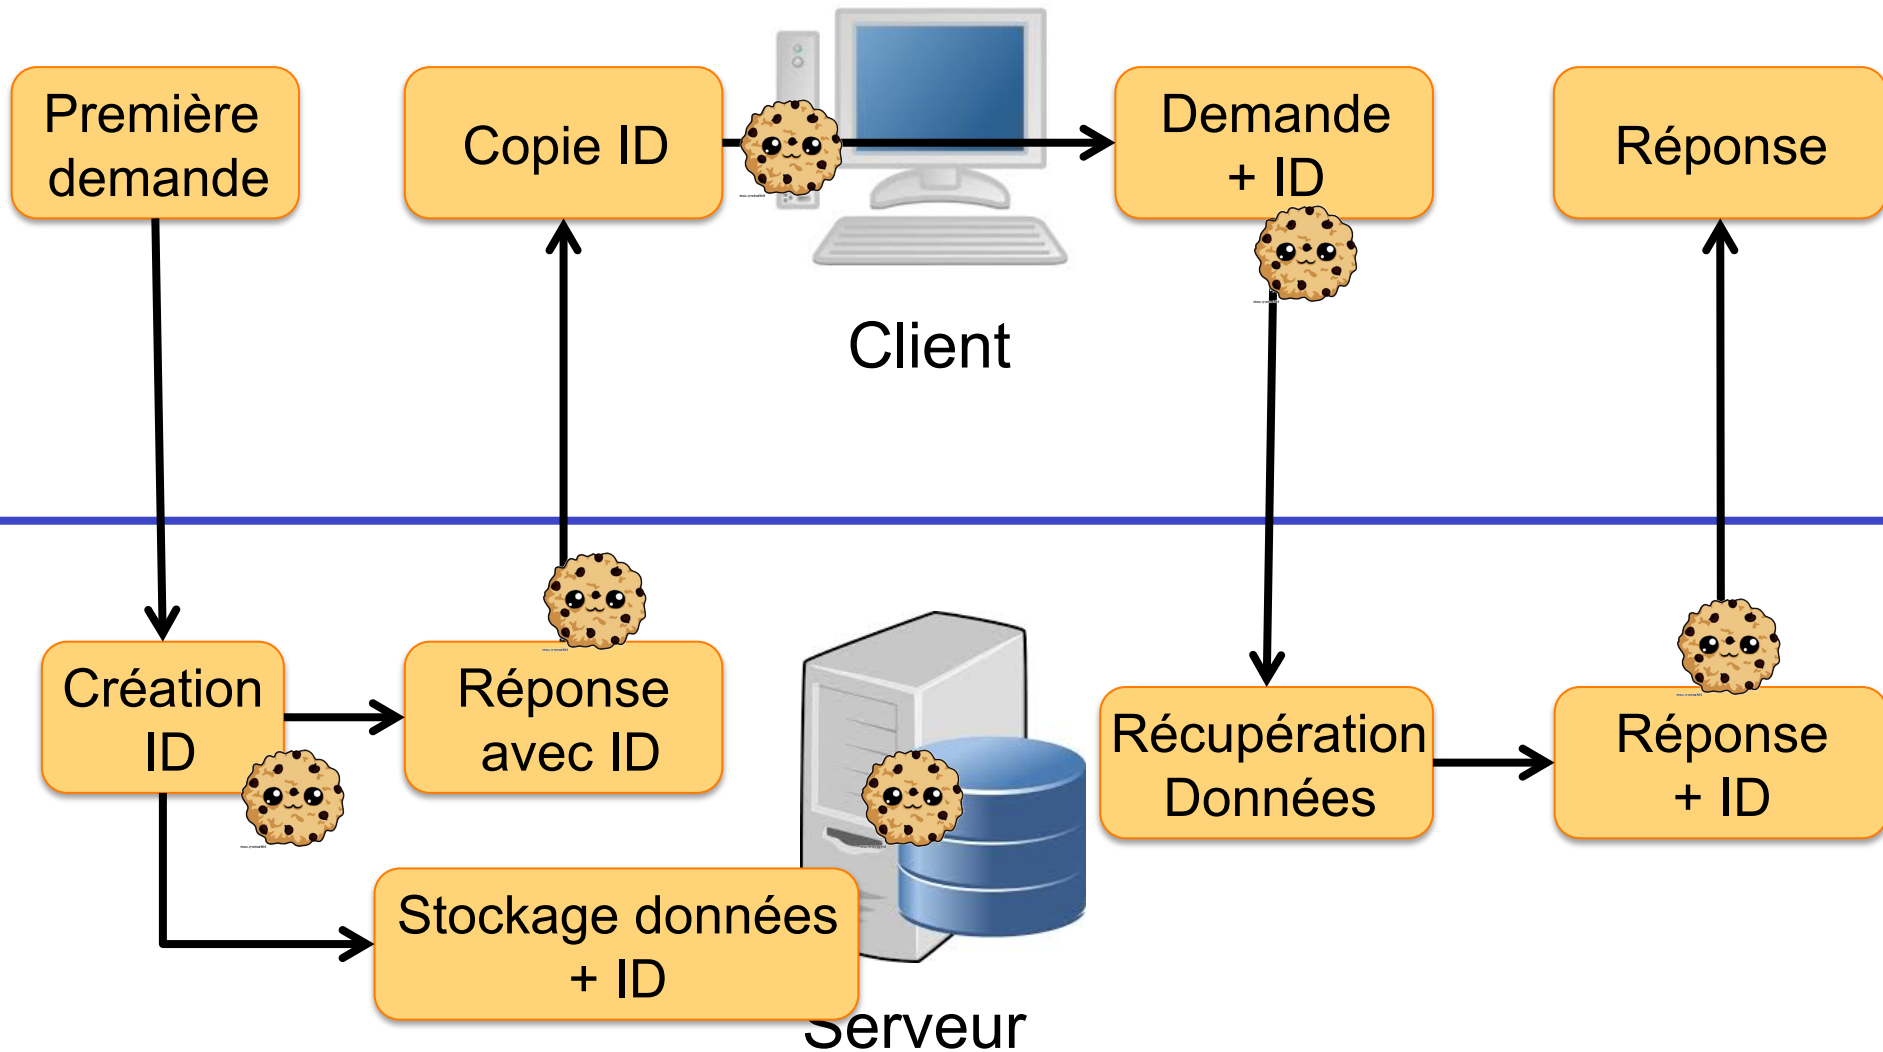 Première
demande
Copie ID
Demande
+ ID
Réponse
Client
Création
ID
Réponse
avec ID
Récupération
Données
Réponse
+ ID
Stockage données
+ ID
Serveur